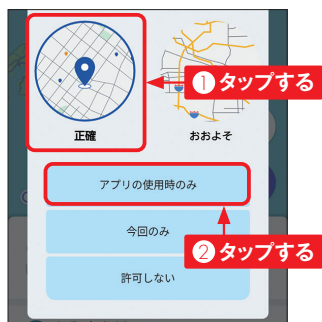 ❶タップする
正確
おおよそ
アプリの使用時のみ
今回のみ
❷タップする
許可しない